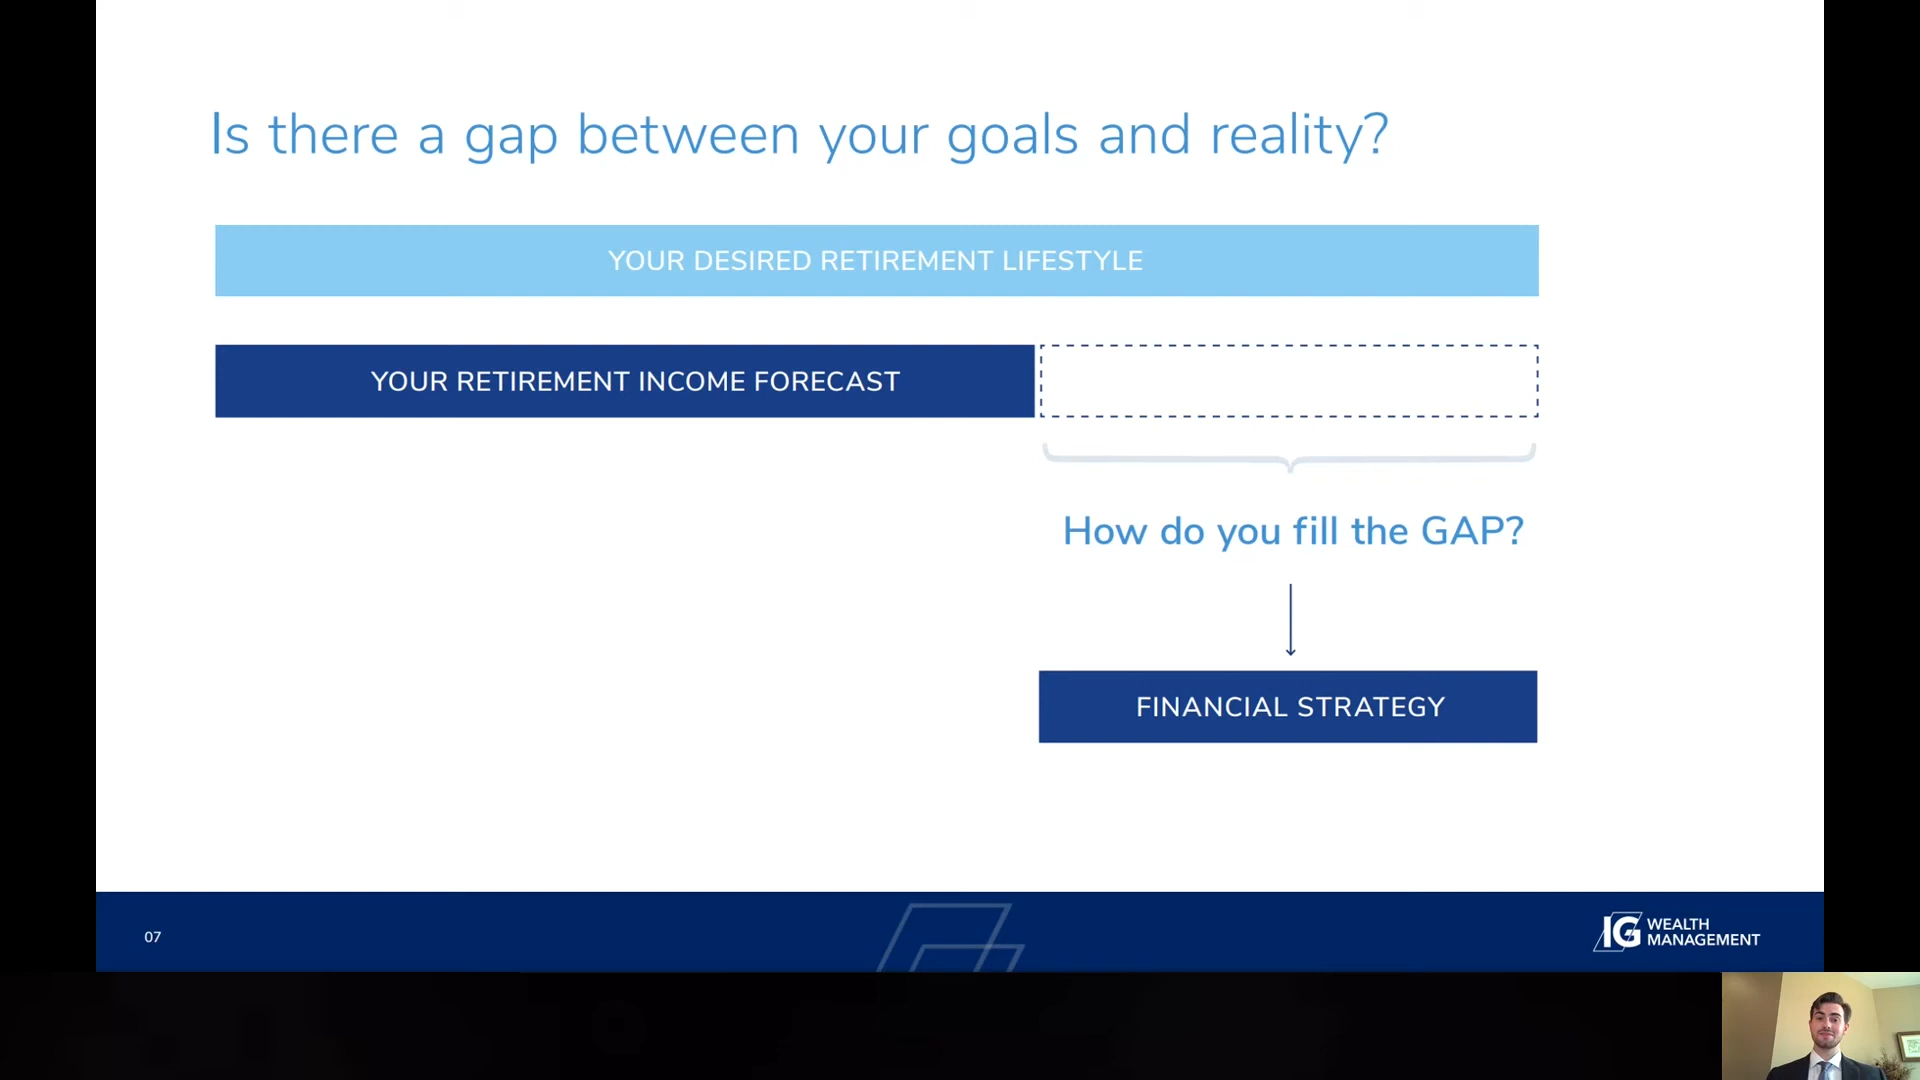 Is there a gap between your goals and reality?
YOUR DESIRED RETIREMENT LIFESTYLE
YOUR RETIREMENT INCOME FORECAST
How do you fill the GAP?
FINANCIAL STRATEGY
07
IG WEALTH
MANAGEMENT